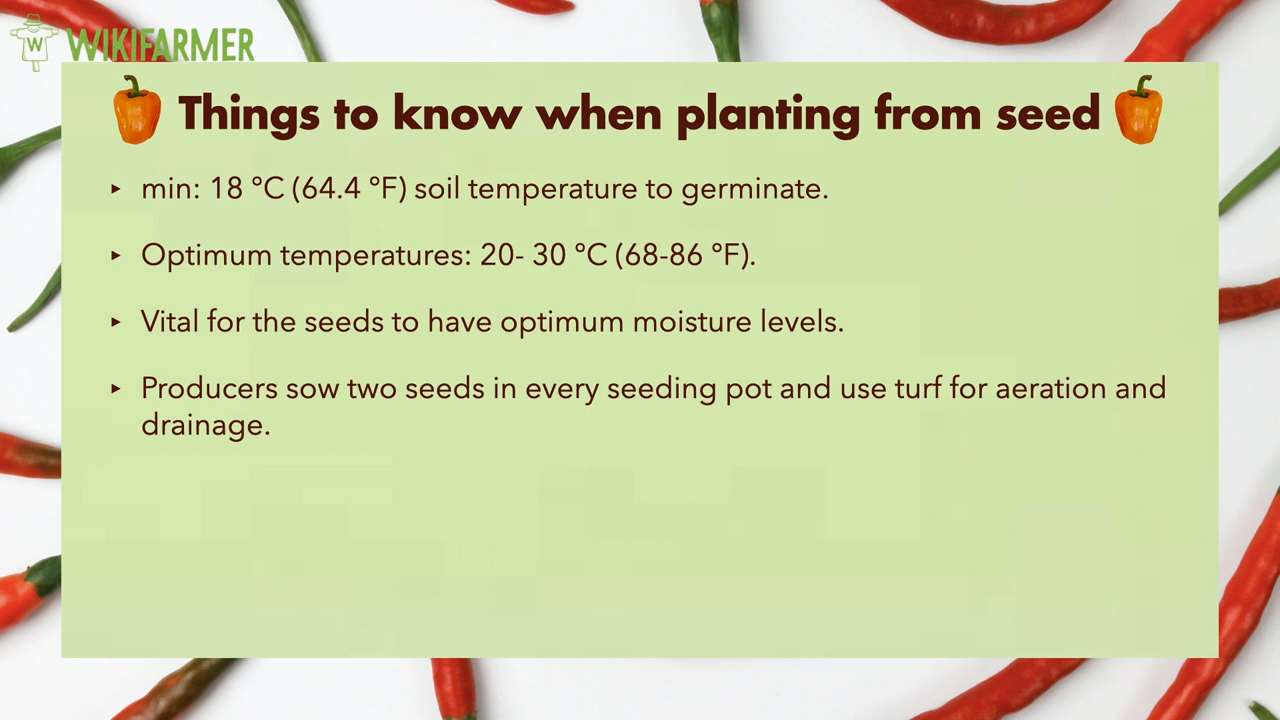 W WIKIFARMER
Things to know when planting from seed
‣ min: 18 °C (64.4 °F) soil temperature to germinate.
‣ Optimum temperatures: 20- 30 °C (68-86 °F).
‣ Vital for the seeds to have optimum moisture levels.
‣ Producers sow two seeds in every seeding pot and use turf for aeration and
drainage.